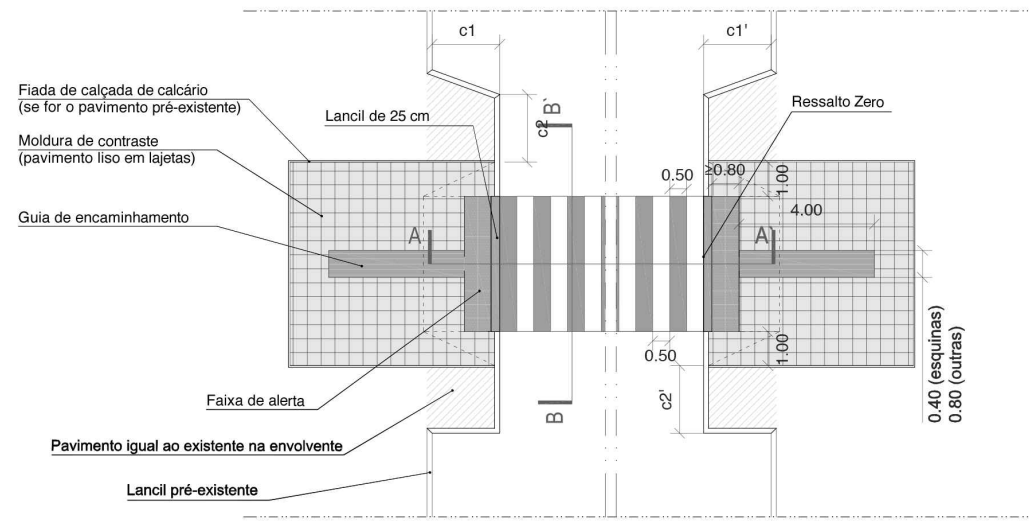 c1
c1'
Fiada de calçada de calcário
(se for o pavimento pré-existente)
Lancil de 25 cm
c2
B`
Ressalto Zero
Moldura de contraste
(pavimento liso em lajetas)
0.50
≥0.80
1.00
4.00
Guia de encaminhamento
A
A`
0.50
1.00
0.40 (esquinas)
0.80 (outras)
Faixa de alerta
B
c2'
Pavimento igual ao existente na envolvente
Lancil pré-existente